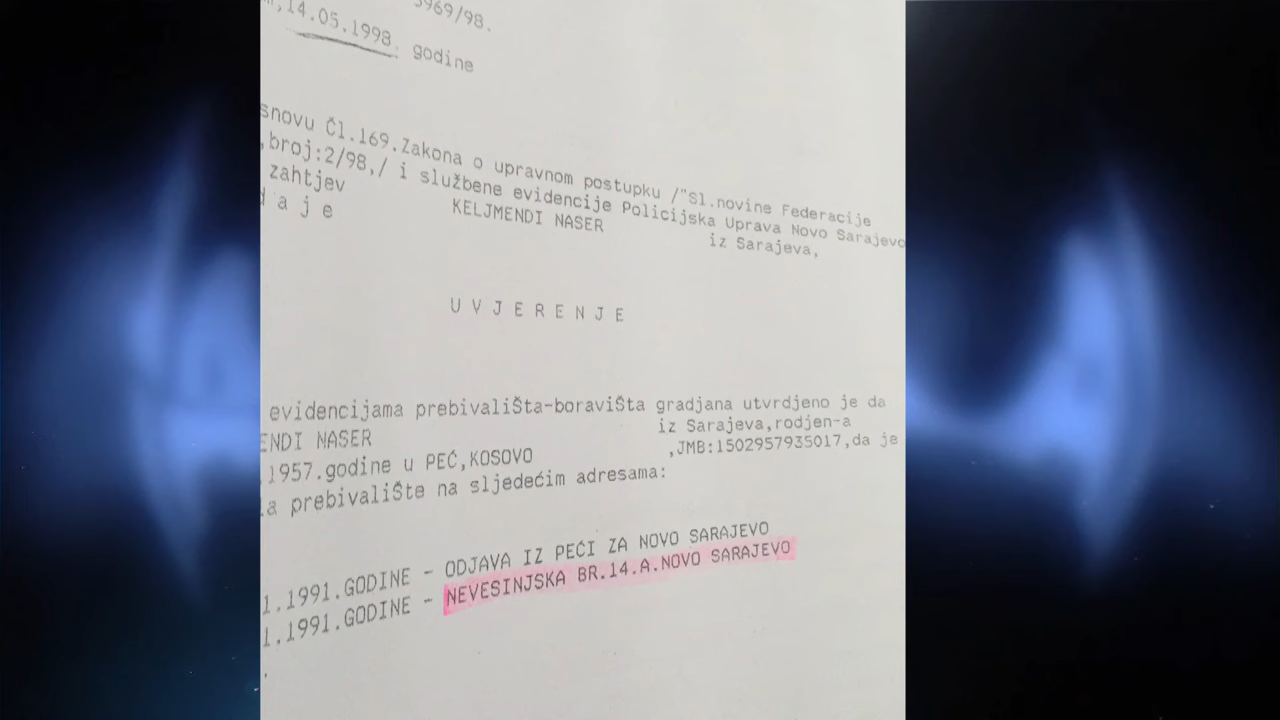 3969/98.
,14.05.1998. godine
snovu Čl.169.Zakona o upravnom postupku /"Sl.novine Federacije
,broj:2/98,/ i službene evidencije Policijska Uprava Novo Sarajevo
zahtjev KELJMENDI NASER iz Sarajeva,
d a j e
U V J E R E N J E
evidencijama prebivališta-boravišta gradjana utvrdjeno je da
ENDI NASER iz Sarajeva,rodjen-a
.1957.godine u PEĆ,KOSOVO ,JMB:1502957935017,da je
la prebivalište na sljedećim adresama:
1.1991.GODINE - ODJAVA IZ PEĆI ZA NOVO SARAJEVO
1.1991.GODINE - NEVESINJSKA BR.14.A.NOVO SARAJEVO